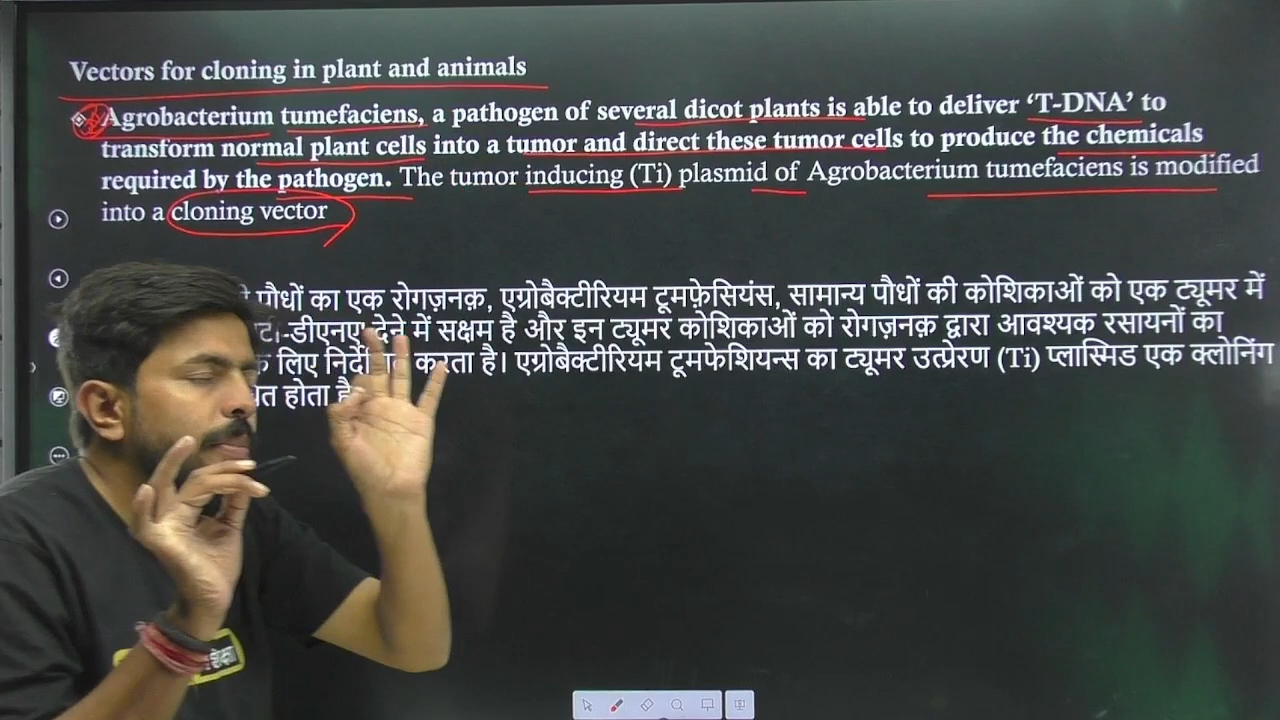 Vectors for cloning in plant and animals
Agrobacterium tumefaciens, a pathogen of several dicot plants is able to deliver ‘T-DNA’ to
transform normal plant cells into a tumor and direct these tumor cells to produce the chemicals
required by the pathogen. The tumor inducing (Ti) plasmid of Agrobacterium tumefaciens is modified
into a cloning vector
पौधों का एक रोगज़नक़, एग्रोबैक्टीरियम टूमफ़ेसियंस, सामान्य पौधों की कोशिकाओं को एक ट्यूमर में
-डीएनए' देने में सक्षम है और इन ट्यूमर कोशिकाओं को रोगज़नक़ द्वारा आवश्यक रसायनों का
के लिए करता है। एग्रोबैक्टीरियम टूमफेशियन्स का ट्यूमर उत्प्रेरण (Ti) प्लास्मिड एक क्लोनिंग
होता है